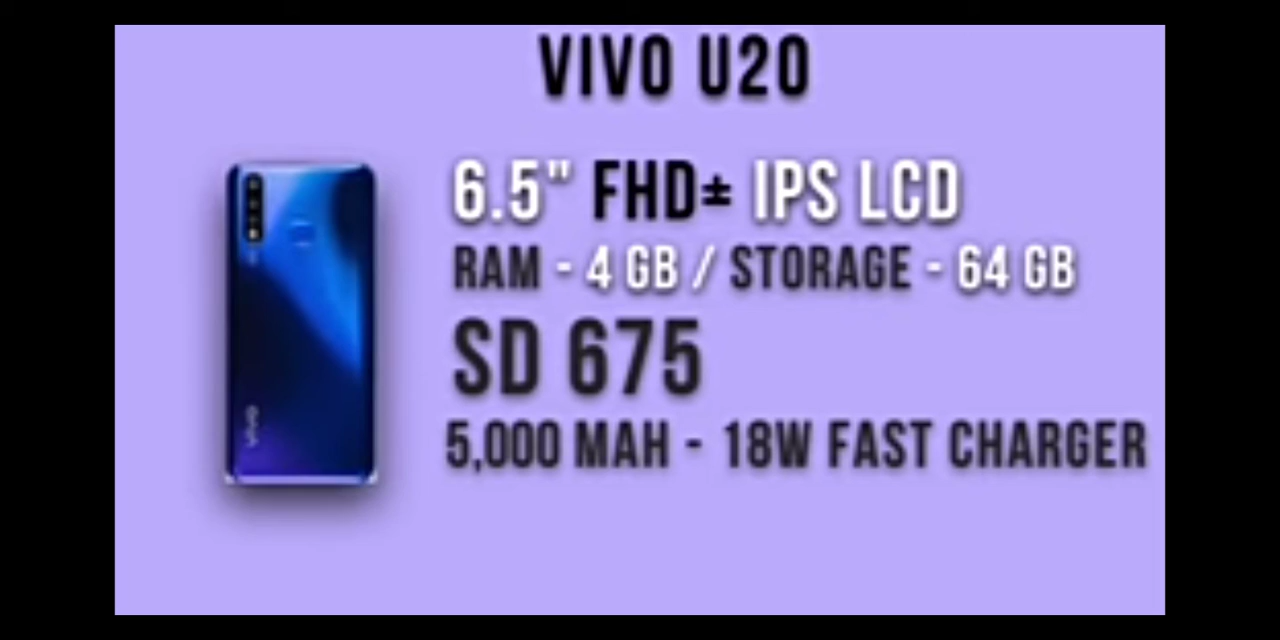 VIVO U20
6.5" FHD± IPS LCD
RAM - 4 GB / STORAGE - 64 GB
SD 675
5,000 MAH - 18W FAST CHARGER
vivo